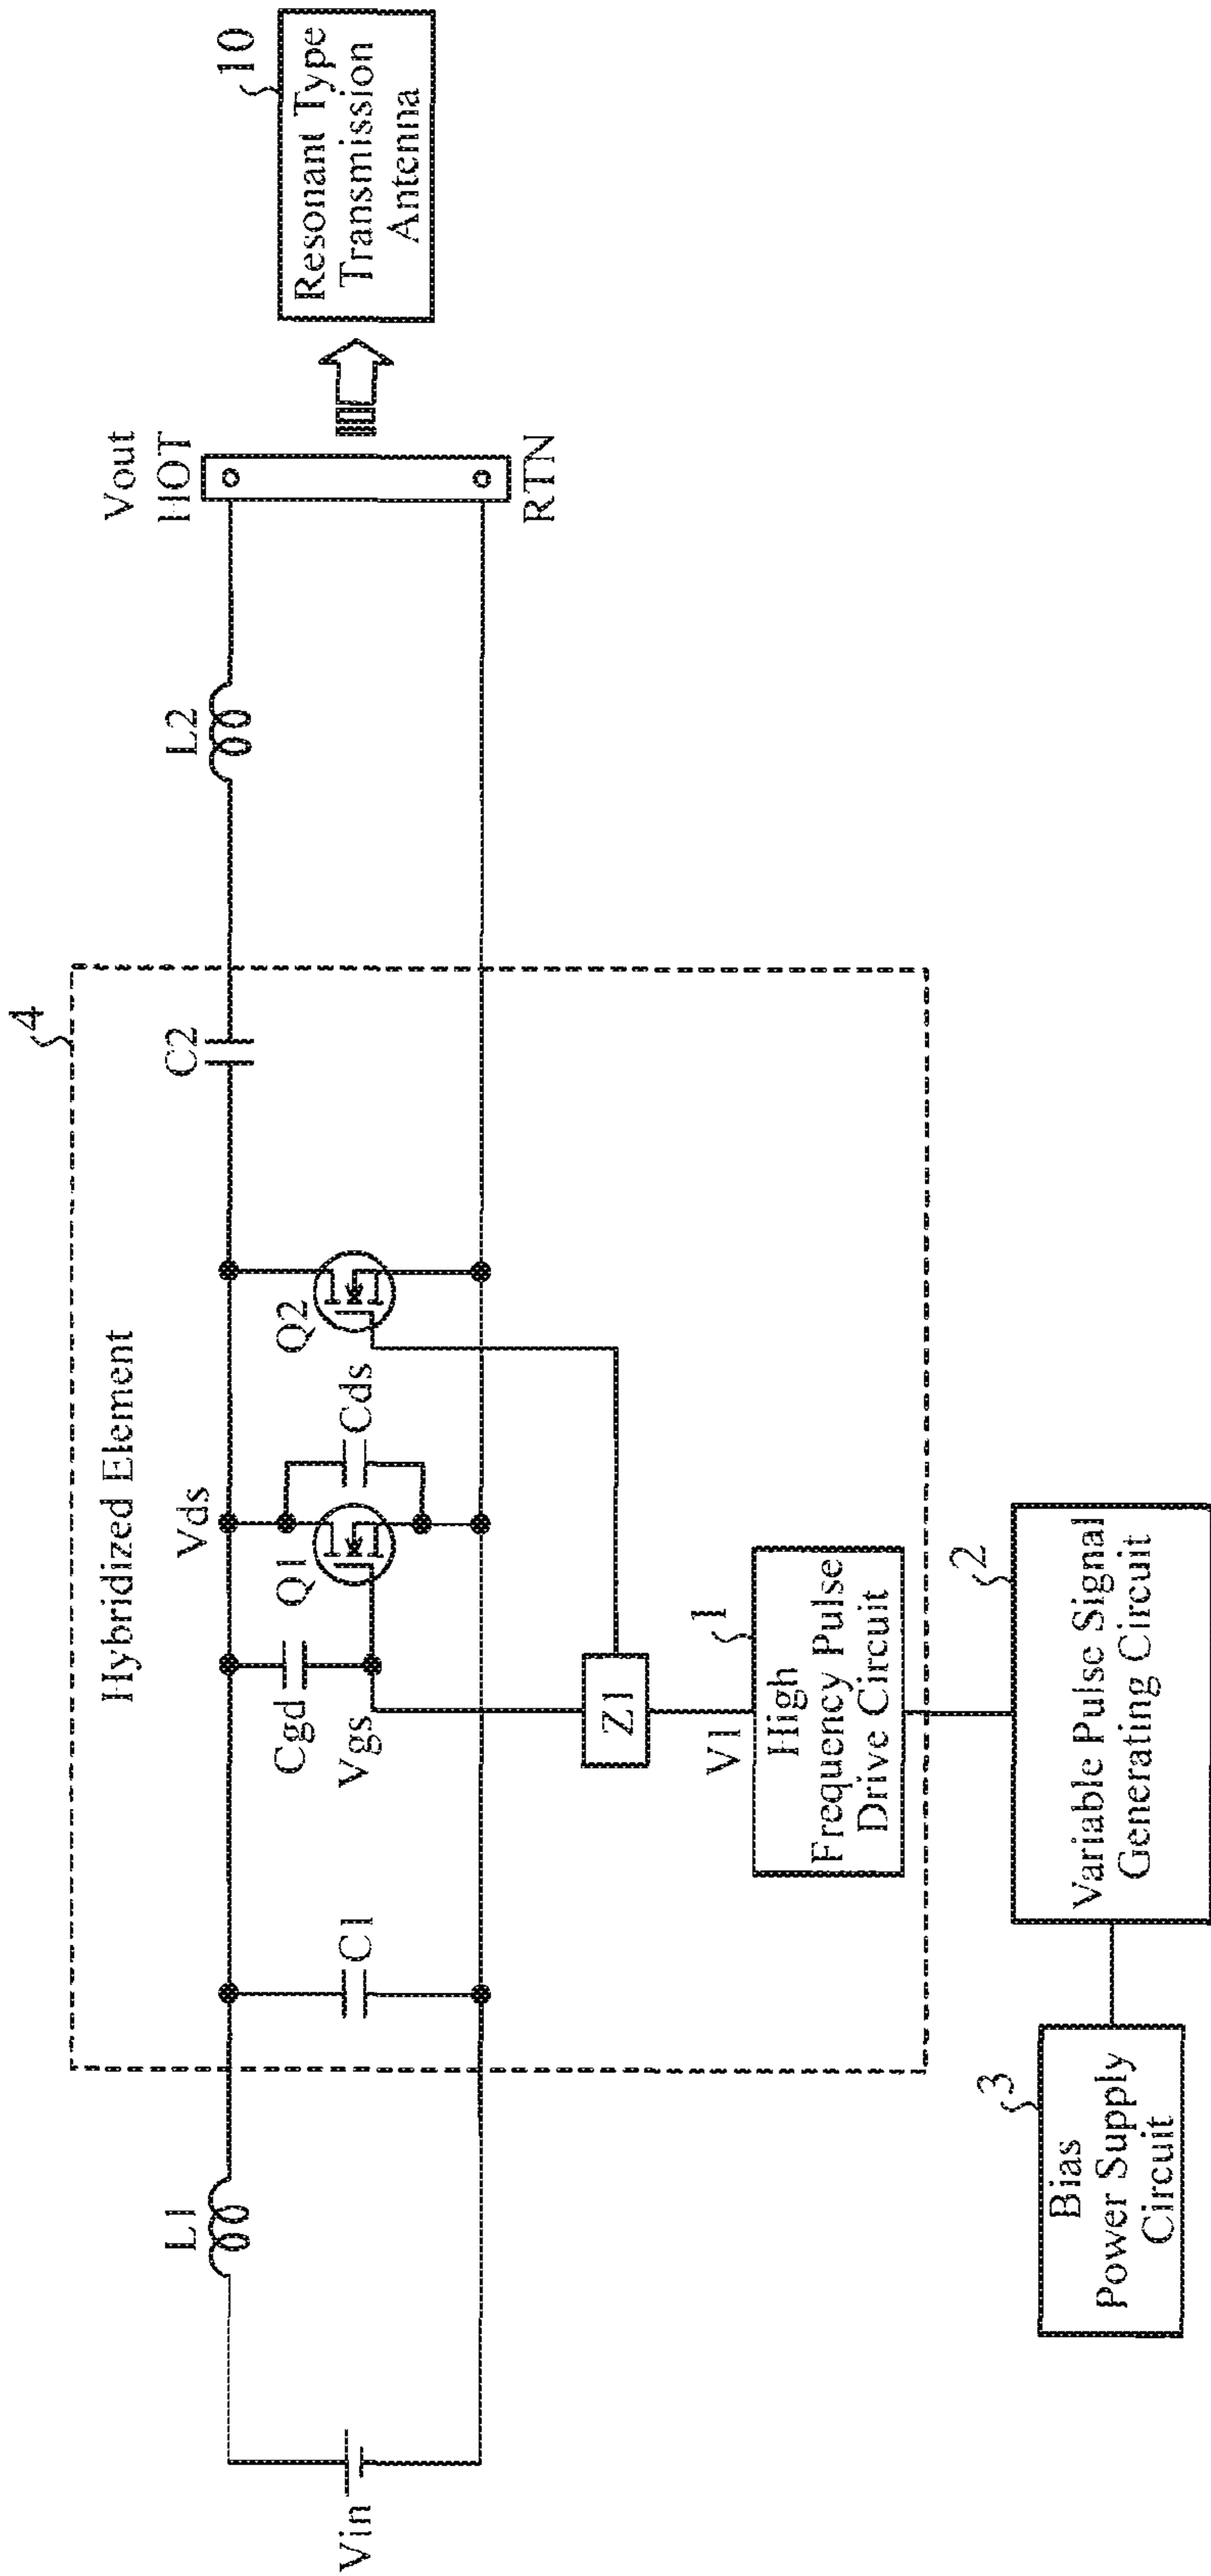 4
Hybridized Element
Vin
L1
C1
Cgd
Vgs
Vds
Q1
Cds
Q2
C2
L2
Vout
HOT
RTN
10
Resonant Type
Transmission
Antenna
Z1
V1
1
High
Frequency Pulse
Drive Circuit
2
Variable Pulse Signal
Generating Circuit
3
Bias
Power Supply
Circuit